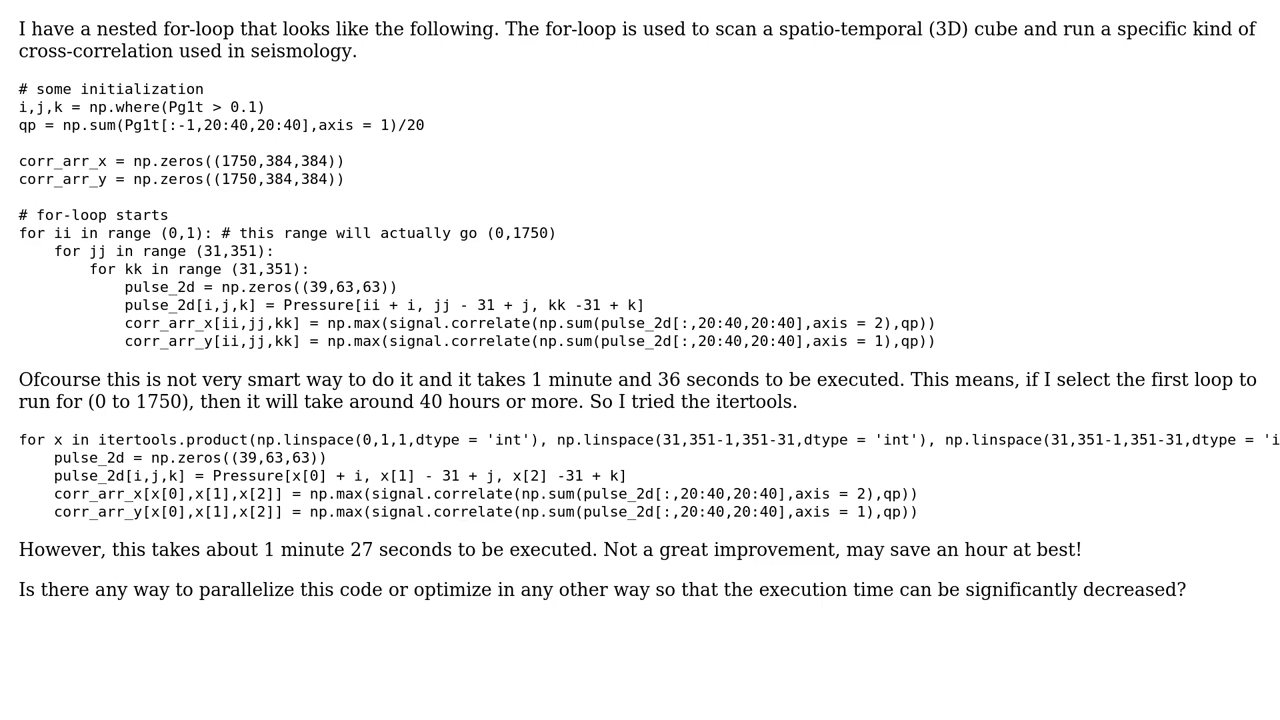 I have a nested for-loop that looks like the following. The for-loop is used to scan a spatio-temporal (3D) cube and run a specific kind of
cross-correlation used in seismology.
# some initialization
i,j,k = np.where(Pg1t > 0.1)
qp = np.sum(Pg1t[:-1,20:40,20:40],axis = 1)/20
corr_arr_x = np.zeros((1750,384,384))
corr_arr_y = np.zeros((1750,384,384))
# for-loop starts
for ii in range (0,1): # this range will actually go (0,1750)
    for jj in range (31,351):
        for kk in range (31,351):
            pulse_2d = np.zeros((39,63,63))
            pulse_2d[i,j,k] = Pressure[ii + i, jj - 31 + j, kk -31 + k]
            corr_arr_x[ii,jj,kk] = np.max(signal.correlate(np.sum(pulse_2d[:,20:40,20:40],axis = 2),qp))
            corr_arr_y[ii,jj,kk] = np.max(signal.correlate(np.sum(pulse_2d[:,20:40,20:40],axis = 1),qp))
Ofcourse this is not very smart way to do it and it takes 1 minute and 36 seconds to be executed. This means, if I select the first loop to
run for (0 to 1750), then it will take around 40 hours or more. So I tried the itertools.
for x in itertools.product(np.linspace(0,1,1,dtype = 'int'), np.linspace(31,351-1,351-31,dtype = 'int'), np.linspace(31,351-1,351-31,dtype = 'i
    pulse_2d = np.zeros((39,63,63))
    pulse_2d[i,j,k] = Pressure[x[0] + i, x[1] - 31 + j, x[2] -31 + k]
    corr_arr_x[x[0],x[1],x[2]] = np.max(signal.correlate(np.sum(pulse_2d[:,20:40,20:40],axis = 2),qp))
    corr_arr_y[x[0],x[1],x[2]] = np.max(signal.correlate(np.sum(pulse_2d[:,20:40,20:40],axis = 1),qp))
However, this takes about 1 minute 27 seconds to be executed. Not a great improvement, may save an hour at best!
Is there any way to parallelize this code or optimize in any other way so that the execution time can be significantly decreased?